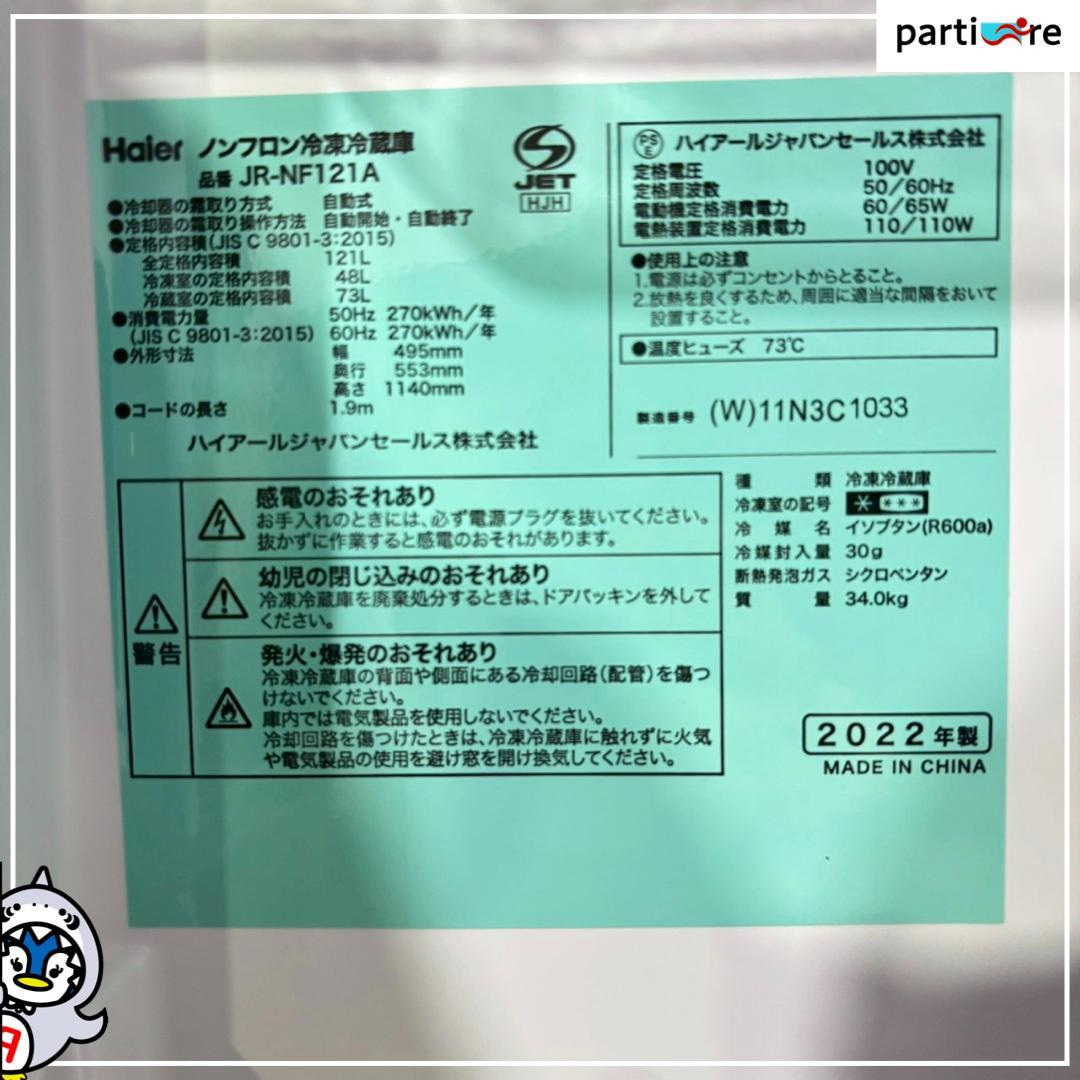 partiure
Haier ノンフロン冷凍冷蔵庫
品番 JR-NF121A
●冷却器の霜取り方式 自動式
●冷却器の霜取り操作方法 自動開始・自動終了
●定格内容積(JIS C 9801-3:2015)
全定格内容積 121L
冷凍室の定格内容積 48L
冷蔵室の定格内容積 73L
●消費電力量 50Hz 270kWh/年
(JIS C 9801-3:2015) 60Hz 270kWh/年
●外形寸法 幅 495mm
奥行 553mm
高さ 1140mm
●コードの長さ 1.9m
ハイアールジャパンセールス株式会社
JET
HJH
PSE ハイアールジャパンセールス株式会社
定格電圧 100V
定格周波数 50/60Hz
電動機定格消費電力 60/65W
電熱装置定格消費電力 110/110W
●使用上の注意
1.電源は必ずコンセントからとること。
2.放熱を良くするため、周囲に適当な間隔をおいて
設置すること。
●温度ヒューズ 73℃
製造番号 (W)11N3C1033
警告
感電のおそれあり
お手入れのときには、必ず電源プラグを抜いてください。
抜かずに作業すると感電のおそれがあります。
幼児の閉じ込みのおそれあり
冷凍冷蔵庫を廃棄処分するときは、ドアパッキンを外して
ください。
発火・爆発のおそれあり
冷凍冷蔵庫の背面や側面にある冷却回路(配管)を傷つ
けないでください。
庫内では電気製品を使用しないでください。
冷却回路を傷つけたときは、冷凍冷蔵庫に触れずに火気
や電気製品の使用を避け窓を開け換気してください。
種類 冷凍冷蔵庫
冷凍室の記号 * ***
冷媒名 イソブタン(R600a)
冷媒封入量 30g
断熱発泡ガス シクロペンタン
質量 34.0kg
2022年製
MADE IN CHINA